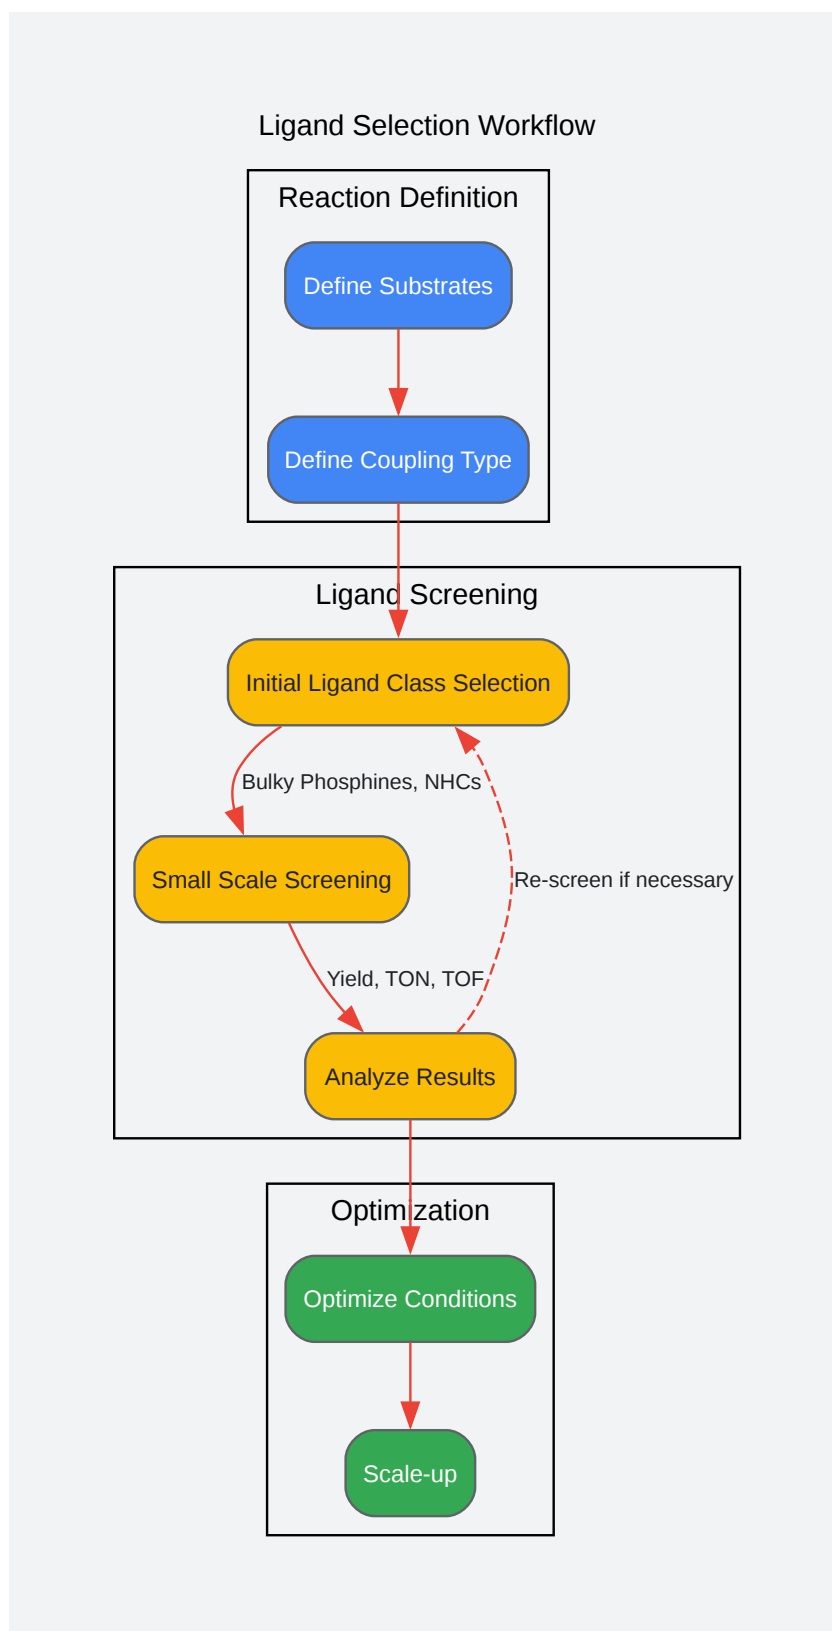 Ligand Selection Workflow
Reaction Definition
Define Substrates
Define Coupling Type
Ligand Screening
Initial Ligand Class Selection
Bulky Phosphines, NHCs
Small Scale Screening
Re-screen if necessary
Yield, TON, TOF
Analyze Results
Optimization
Optimize Conditions
Scale-up